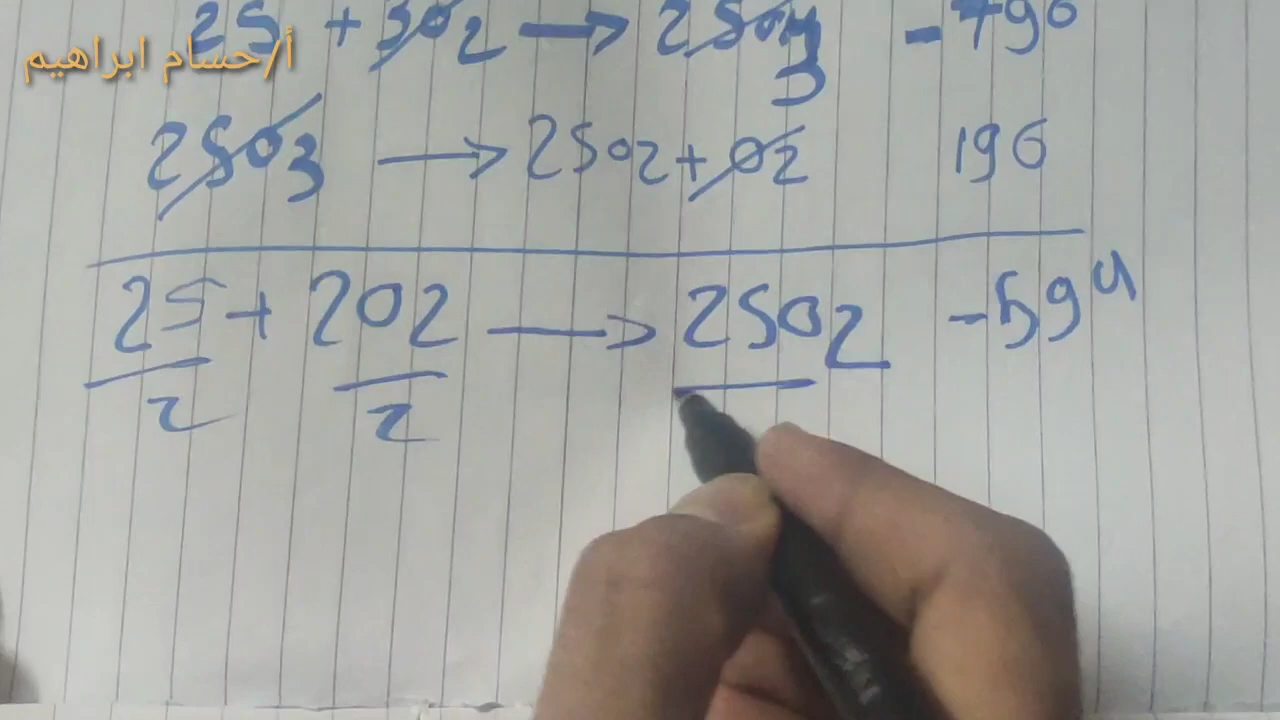 أ/حسام ابراهيم
2S + 3O2 → 2SO3 -790
2SO3 → 2SO2 + O2 196
2S + 2O2 → 2SO2 -594
2 2